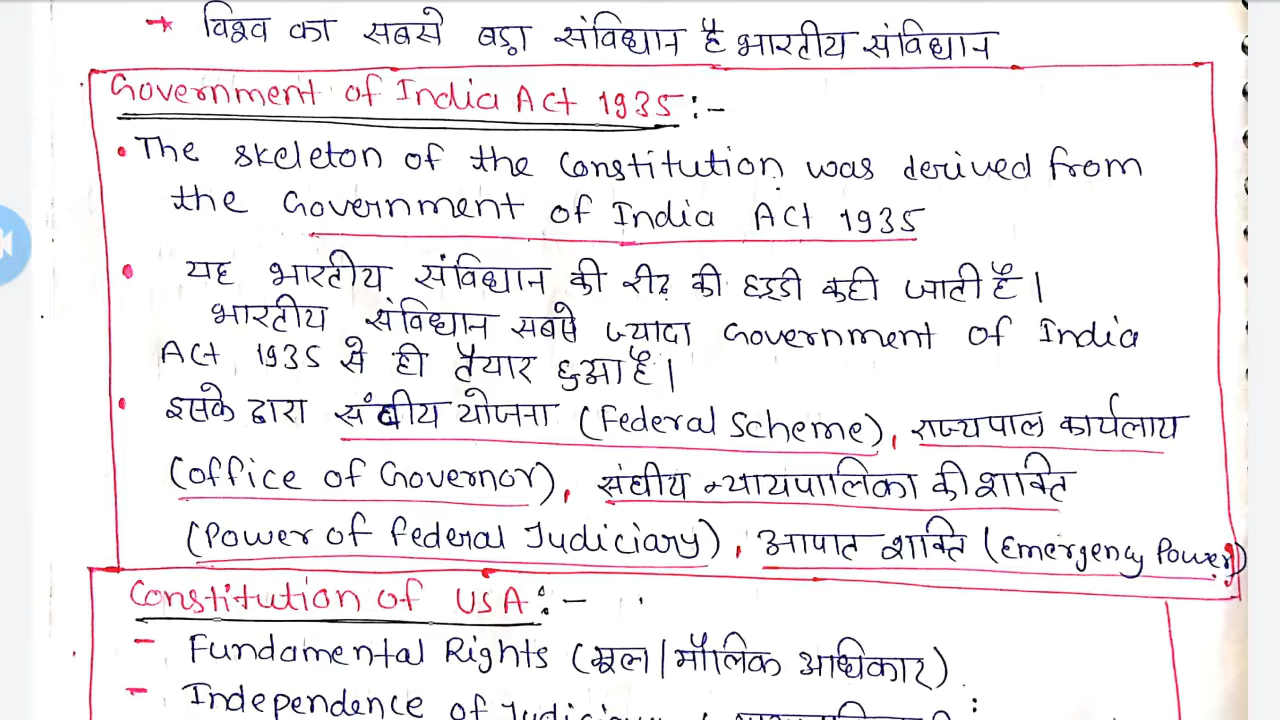 → विश्व का सबसे बड़ा संविधान है भारतीय संविधान
Government of India Act 1935:-
• The skeleton of the constitution was derived from
the Government of India Act 1935
• यह भारतीय संविधान की रीढ़ की हड्डी कही जाती है।
भारतीय संविधान सबसे ज्यादा Government of India
Act 1935 से ही तैयार हुआ है।
• इसके द्वारा संघीय योजना (Federal Scheme), राज्यपाल कार्यलाय
(office of Governor), संघीय न्यायपालिका की शक्ति
(Power of federal Judiciary), आपात शक्ति (Emergency Power)
Constitution of USA:-
- Fundamental Rights (मूल/मौलिक अधिकार)
- Independence of